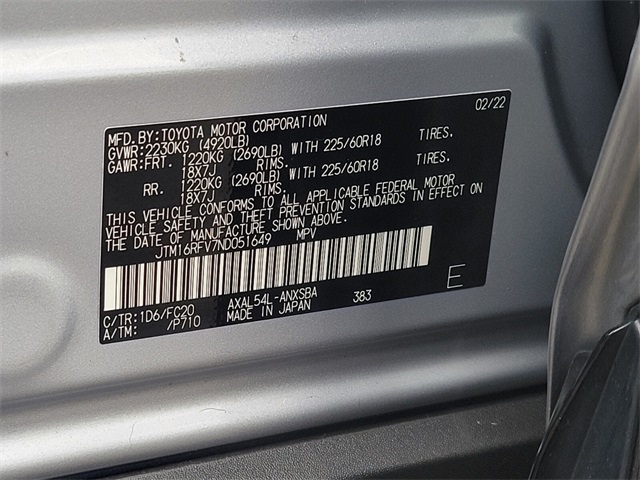 MFD.BY:TOYOTA MOTOR CORPORATION 02/22
GVWR:2230KG (4920LB)
GAWR:FRT. 1220KG (2690LB) WITH 225/60R18 TIRES,
18X7J RIMS.
RR. 1220KG (2690LB) WITH 225/60R18 TIRES,
18X7J RIMS.
THIS VEHICLE CONFORMS TO ALL APPLICABLE FEDERAL MOTOR
VEHICLE SAFETY AND THEFT PREVENTION STANDARDS IN EFFECT ON
THE DATE OF MANUFACTURE SHOWN ABOVE.
JTM16RFV7ND051649 MPV
C/TR:1D6/FC20 AXAL54L-ANXSBA 383 E
A/TM: /P710 MADE IN JAPAN